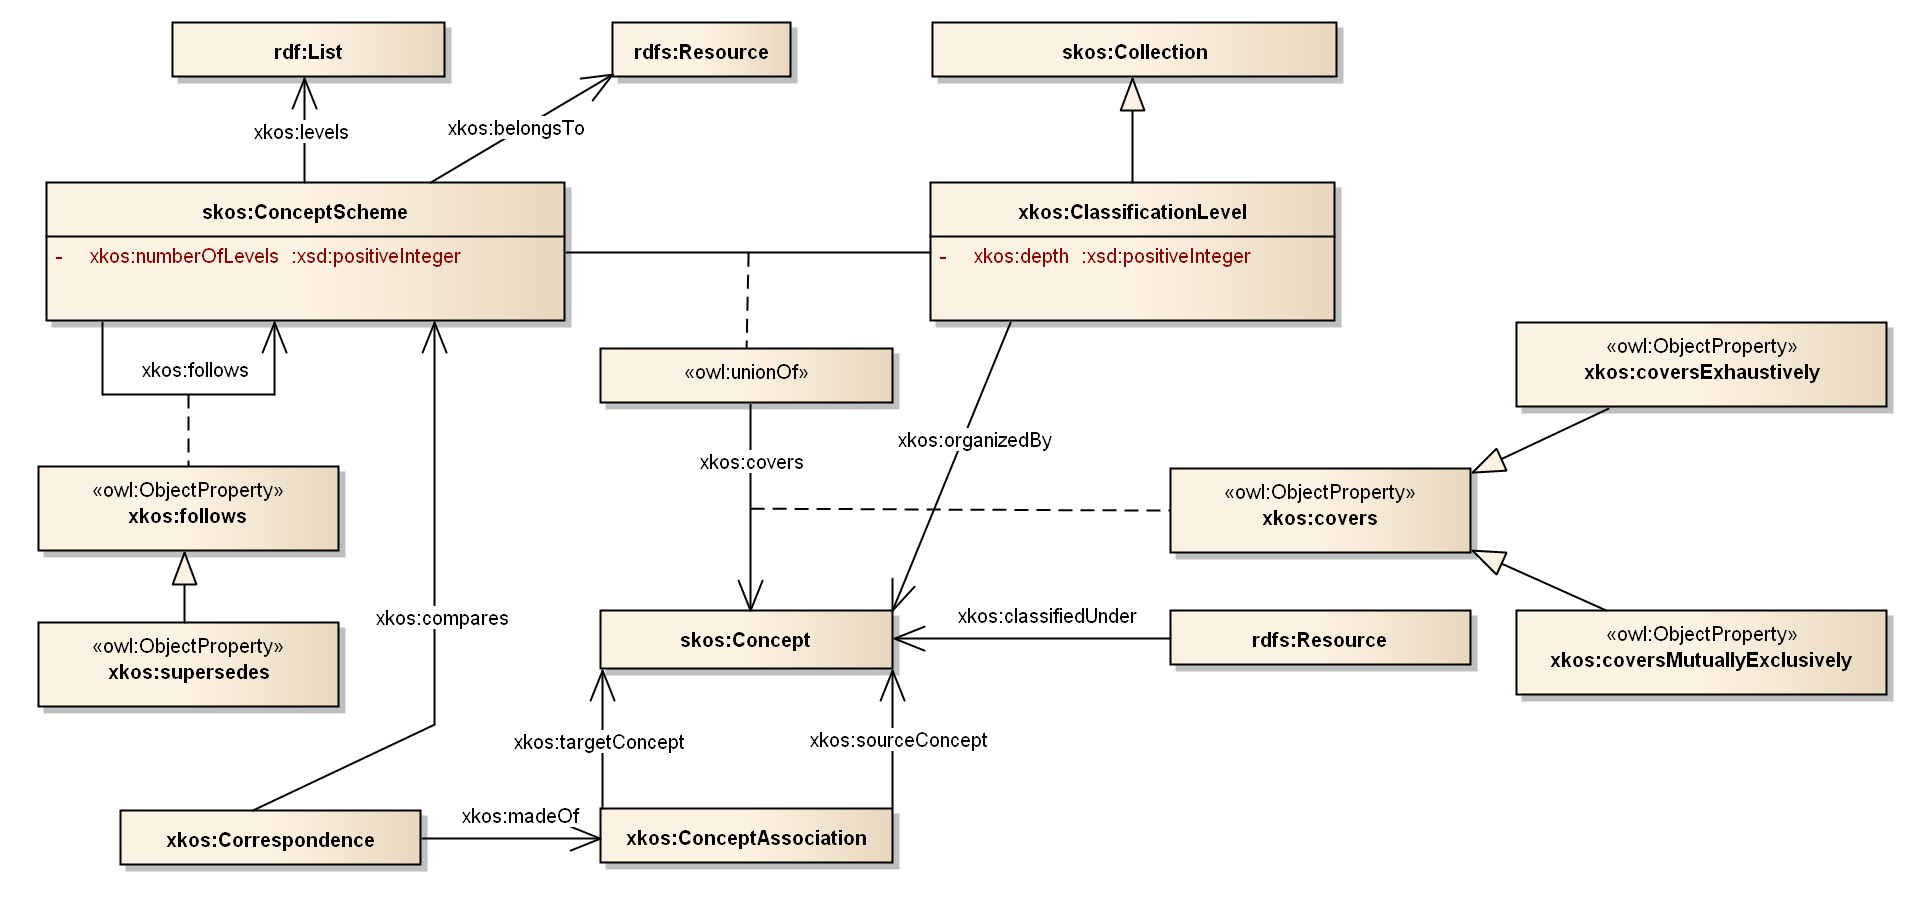 rdf:List
rdfs:Resource
skos:Collection
xkos:levels
xkos:belongsTo
skos:ConceptScheme
- xkos:numberOfLevels :xsd:positiveInteger
xkos:ClassificationLevel
- xkos:depth :xsd:positiveInteger
xkos:follows
«owl:unionOf»
«owl:ObjectProperty»
xkos:coversExhaustively
xkos:organizedBy
xkos:covers
«owl:ObjectProperty»
xkos:follows
«owl:ObjectProperty»
xkos:covers
xkos:compares
xkos:classifiedUnder
«owl:ObjectProperty»
xkos:supersedes
skos:Concept
rdfs:Resource
«owl:ObjectProperty»
xkos:coversMutuallyExclusively
xkos:targetConcept
xkos:sourceConcept
xkos:madeOf
xkos:Correspondence
xkos:ConceptAssociation